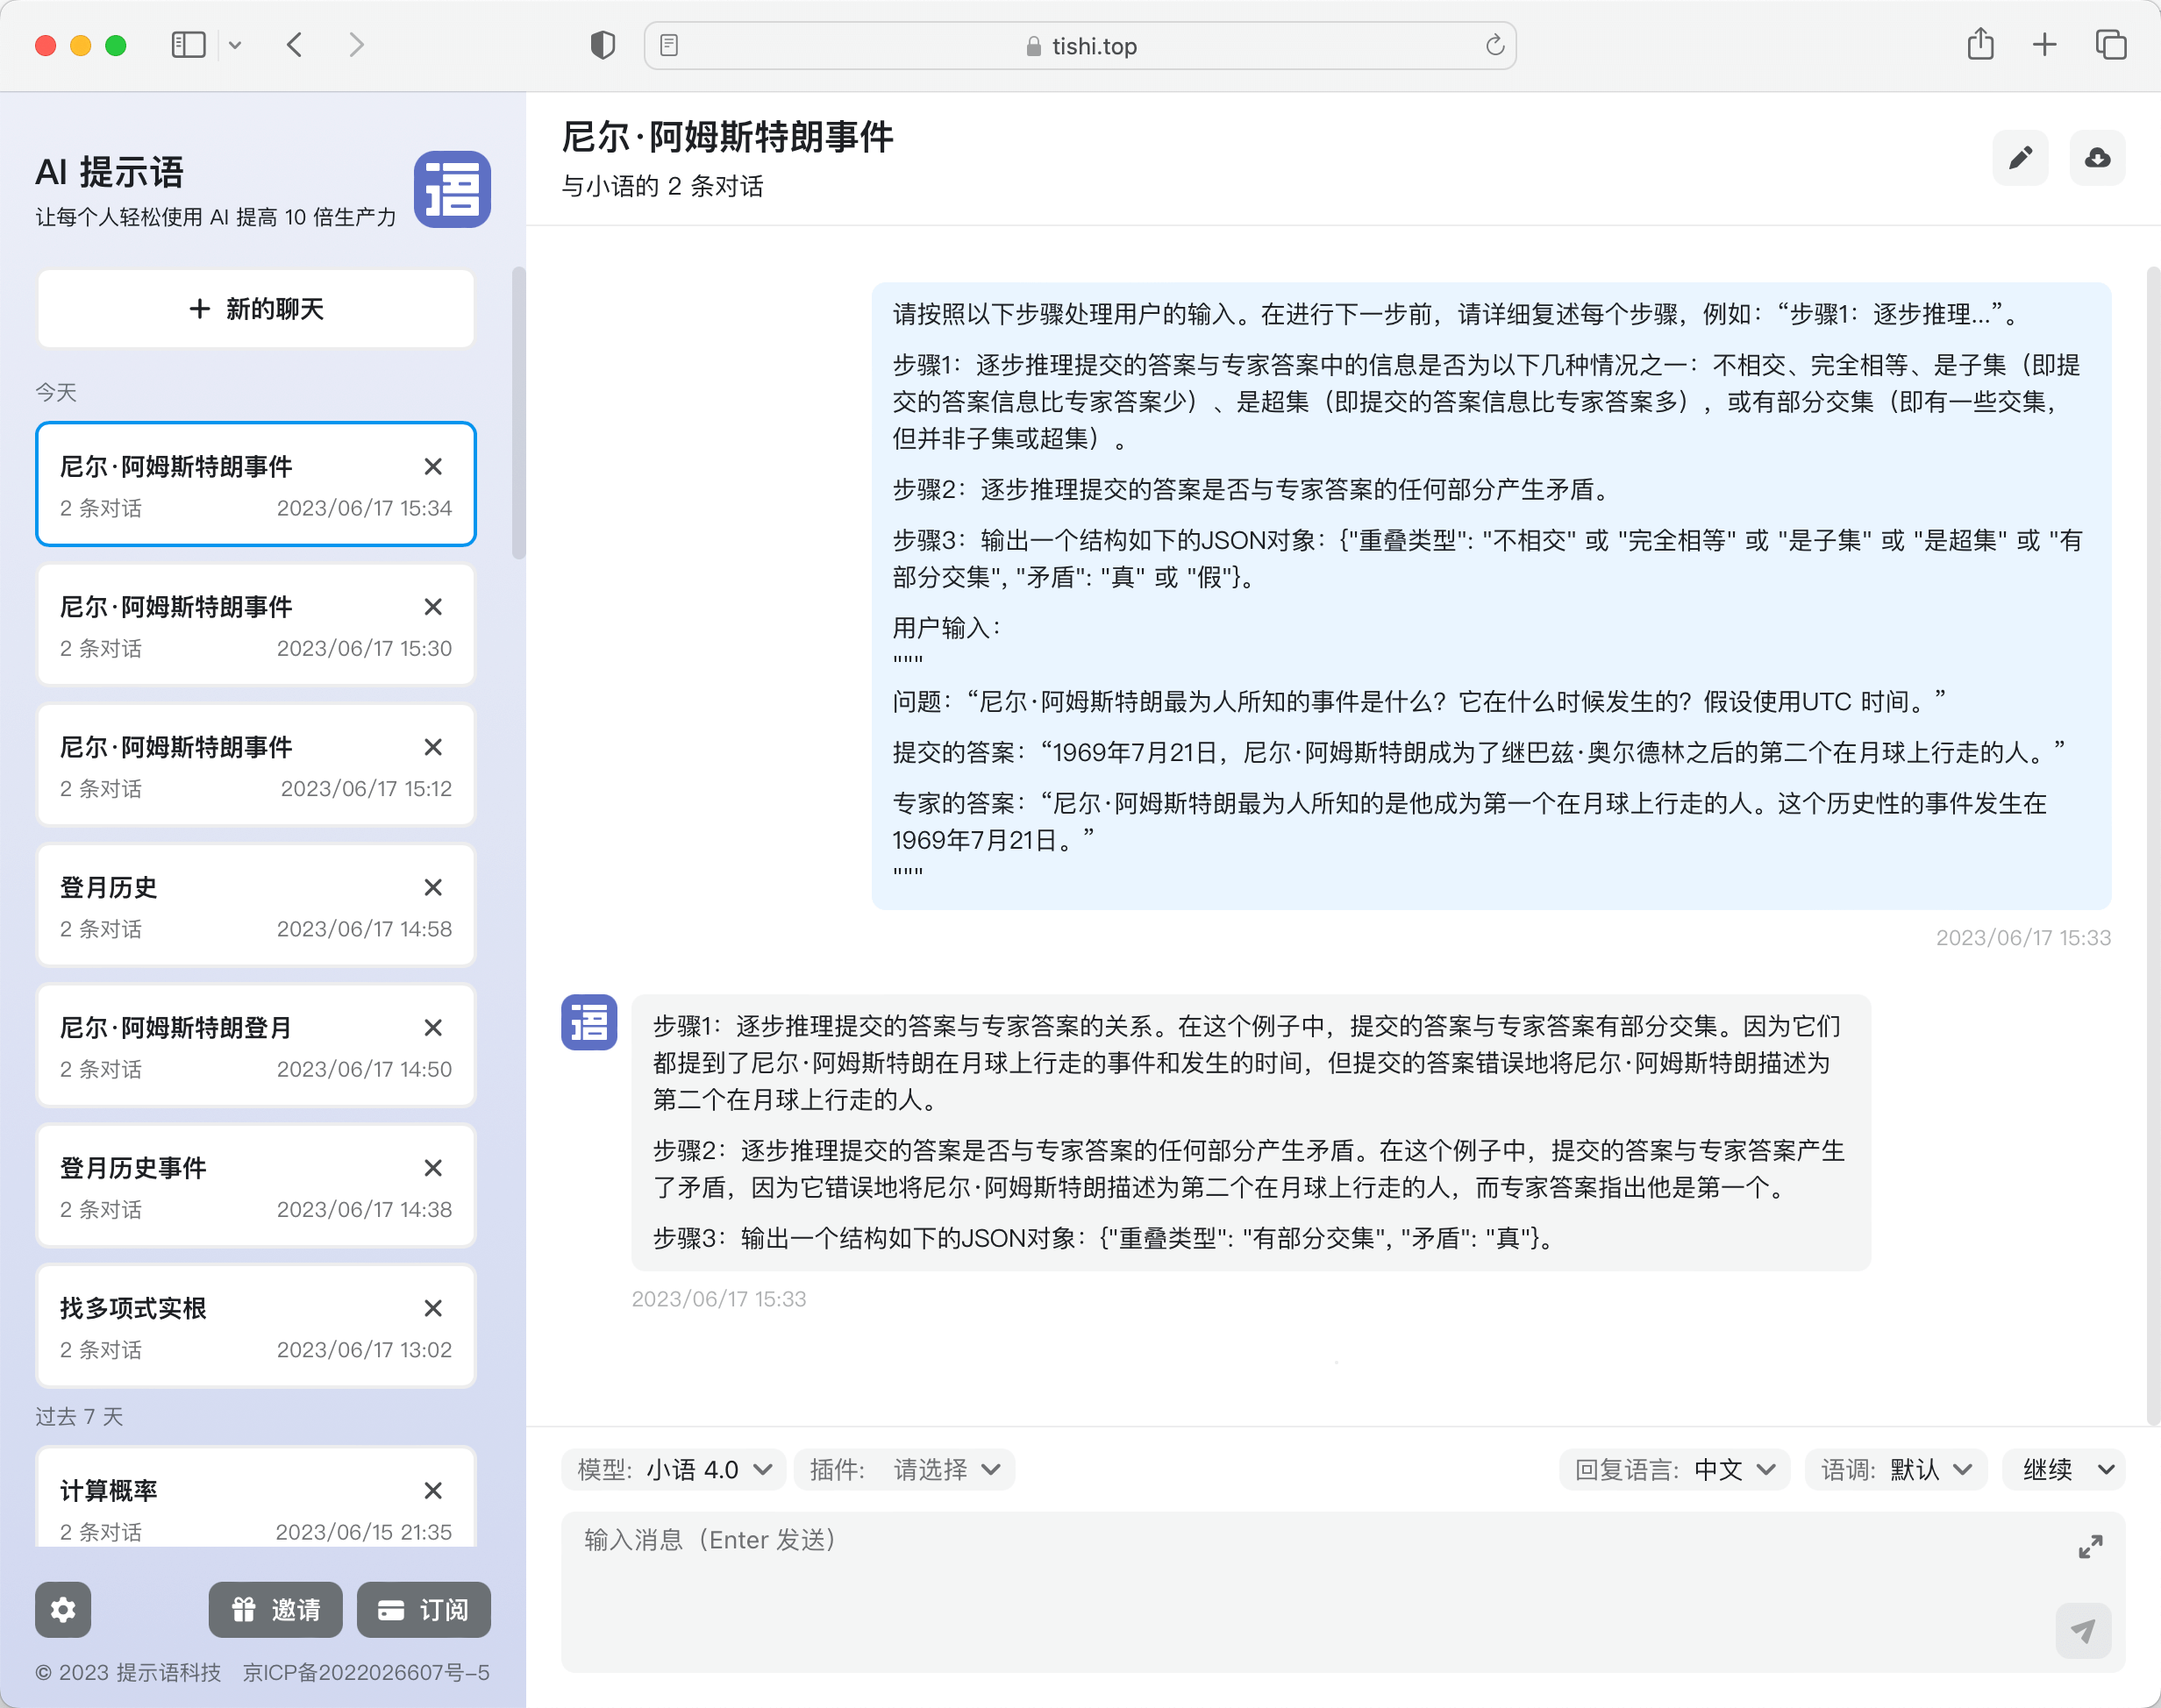 tishi.top
AI 提示语
让每个人轻松使用 AI 提高 10 倍生产力
语
新的聊天
今天
尼尔·阿姆斯特朗事件
2 条对话 2023/06/17 15:34
尼尔·阿姆斯特朗事件
2 条对话 2023/06/17 15:30
尼尔·阿姆斯特朗事件
2 条对话 2023/06/17 15:12
登月历史
2 条对话 2023/06/17 14:58
尼尔·阿姆斯特朗登月
2 条对话 2023/06/17 14:50
登月历史事件
2 条对话 2023/06/17 14:38
找多项式实根
2 条对话 2023/06/17 13:02
过去 7 天
计算概率
2 条对话 2023/06/15 21:35
邀请 订阅
© 2023 提示语科技 京ICP备2022026607号-5
尼尔·阿姆斯特朗事件
与小语的 2 条对话
请按照以下步骤处理用户的输入。在进行下一步前，请详细复述每个步骤，例如：“步骤1：逐步推理...”。
步骤1：逐步推理提交的答案与专家答案中的信息是否为以下几种情况之一：不相交、完全相等、是子集（即提
交的答案信息比专家答案少）、是超集（即提交的答案信息比专家答案多），或有部分交集（即有一些交集，
但并非子集或超集）。
步骤2：逐步推理提交的答案是否与专家答案的任何部分产生矛盾。
步骤3：输出一个结构如下的JSON对象：{"重叠类型": "不相交" 或 "完全相等" 或 "是子集" 或 "是超集" 或 "有
部分交集", "矛盾": "真" 或 "假"}。
用户输入：
"""
问题：“尼尔·阿姆斯特朗最为人所知的事件是什么？它在什么时候发生的？假设使用UTC 时间。”
提交的答案：“1969年7月21日，尼尔·阿姆斯特朗成为了继巴兹·奥尔德林之后的第二个在月球上行走的人。”
专家的答案：“尼尔·阿姆斯特朗最为人所知的是他成为第一个在月球上行走的人。这个历史性的事件发生在
1969年7月21日。”
"""
2023/06/17 15:33
语
步骤1：逐步推理提交的答案与专家答案的关系。在这个例子中，提交的答案与专家答案有部分交集。因为它们
都提到了尼尔·阿姆斯特朗在月球上行走的事件和发生的时间，但提交的答案错误地将尼尔·阿姆斯特朗描述为
第二个在月球上行走的人。
步骤2：逐步推理提交的答案是否与专家答案的任何部分产生矛盾。在这个例子中，提交的答案与专家答案产生
了矛盾，因为它错误地将尼尔·阿姆斯特朗描述为第二个在月球上行走的人，而专家答案指出他是第一个。
步骤3：输出一个结构如下的JSON对象：{"重叠类型": "有部分交集", "矛盾": "真"}。
2023/06/17 15:33
模型: 小语 4.0 插件: 请选择 回复语言: 中文 语调: 默认 继续
输入消息（Enter 发送）